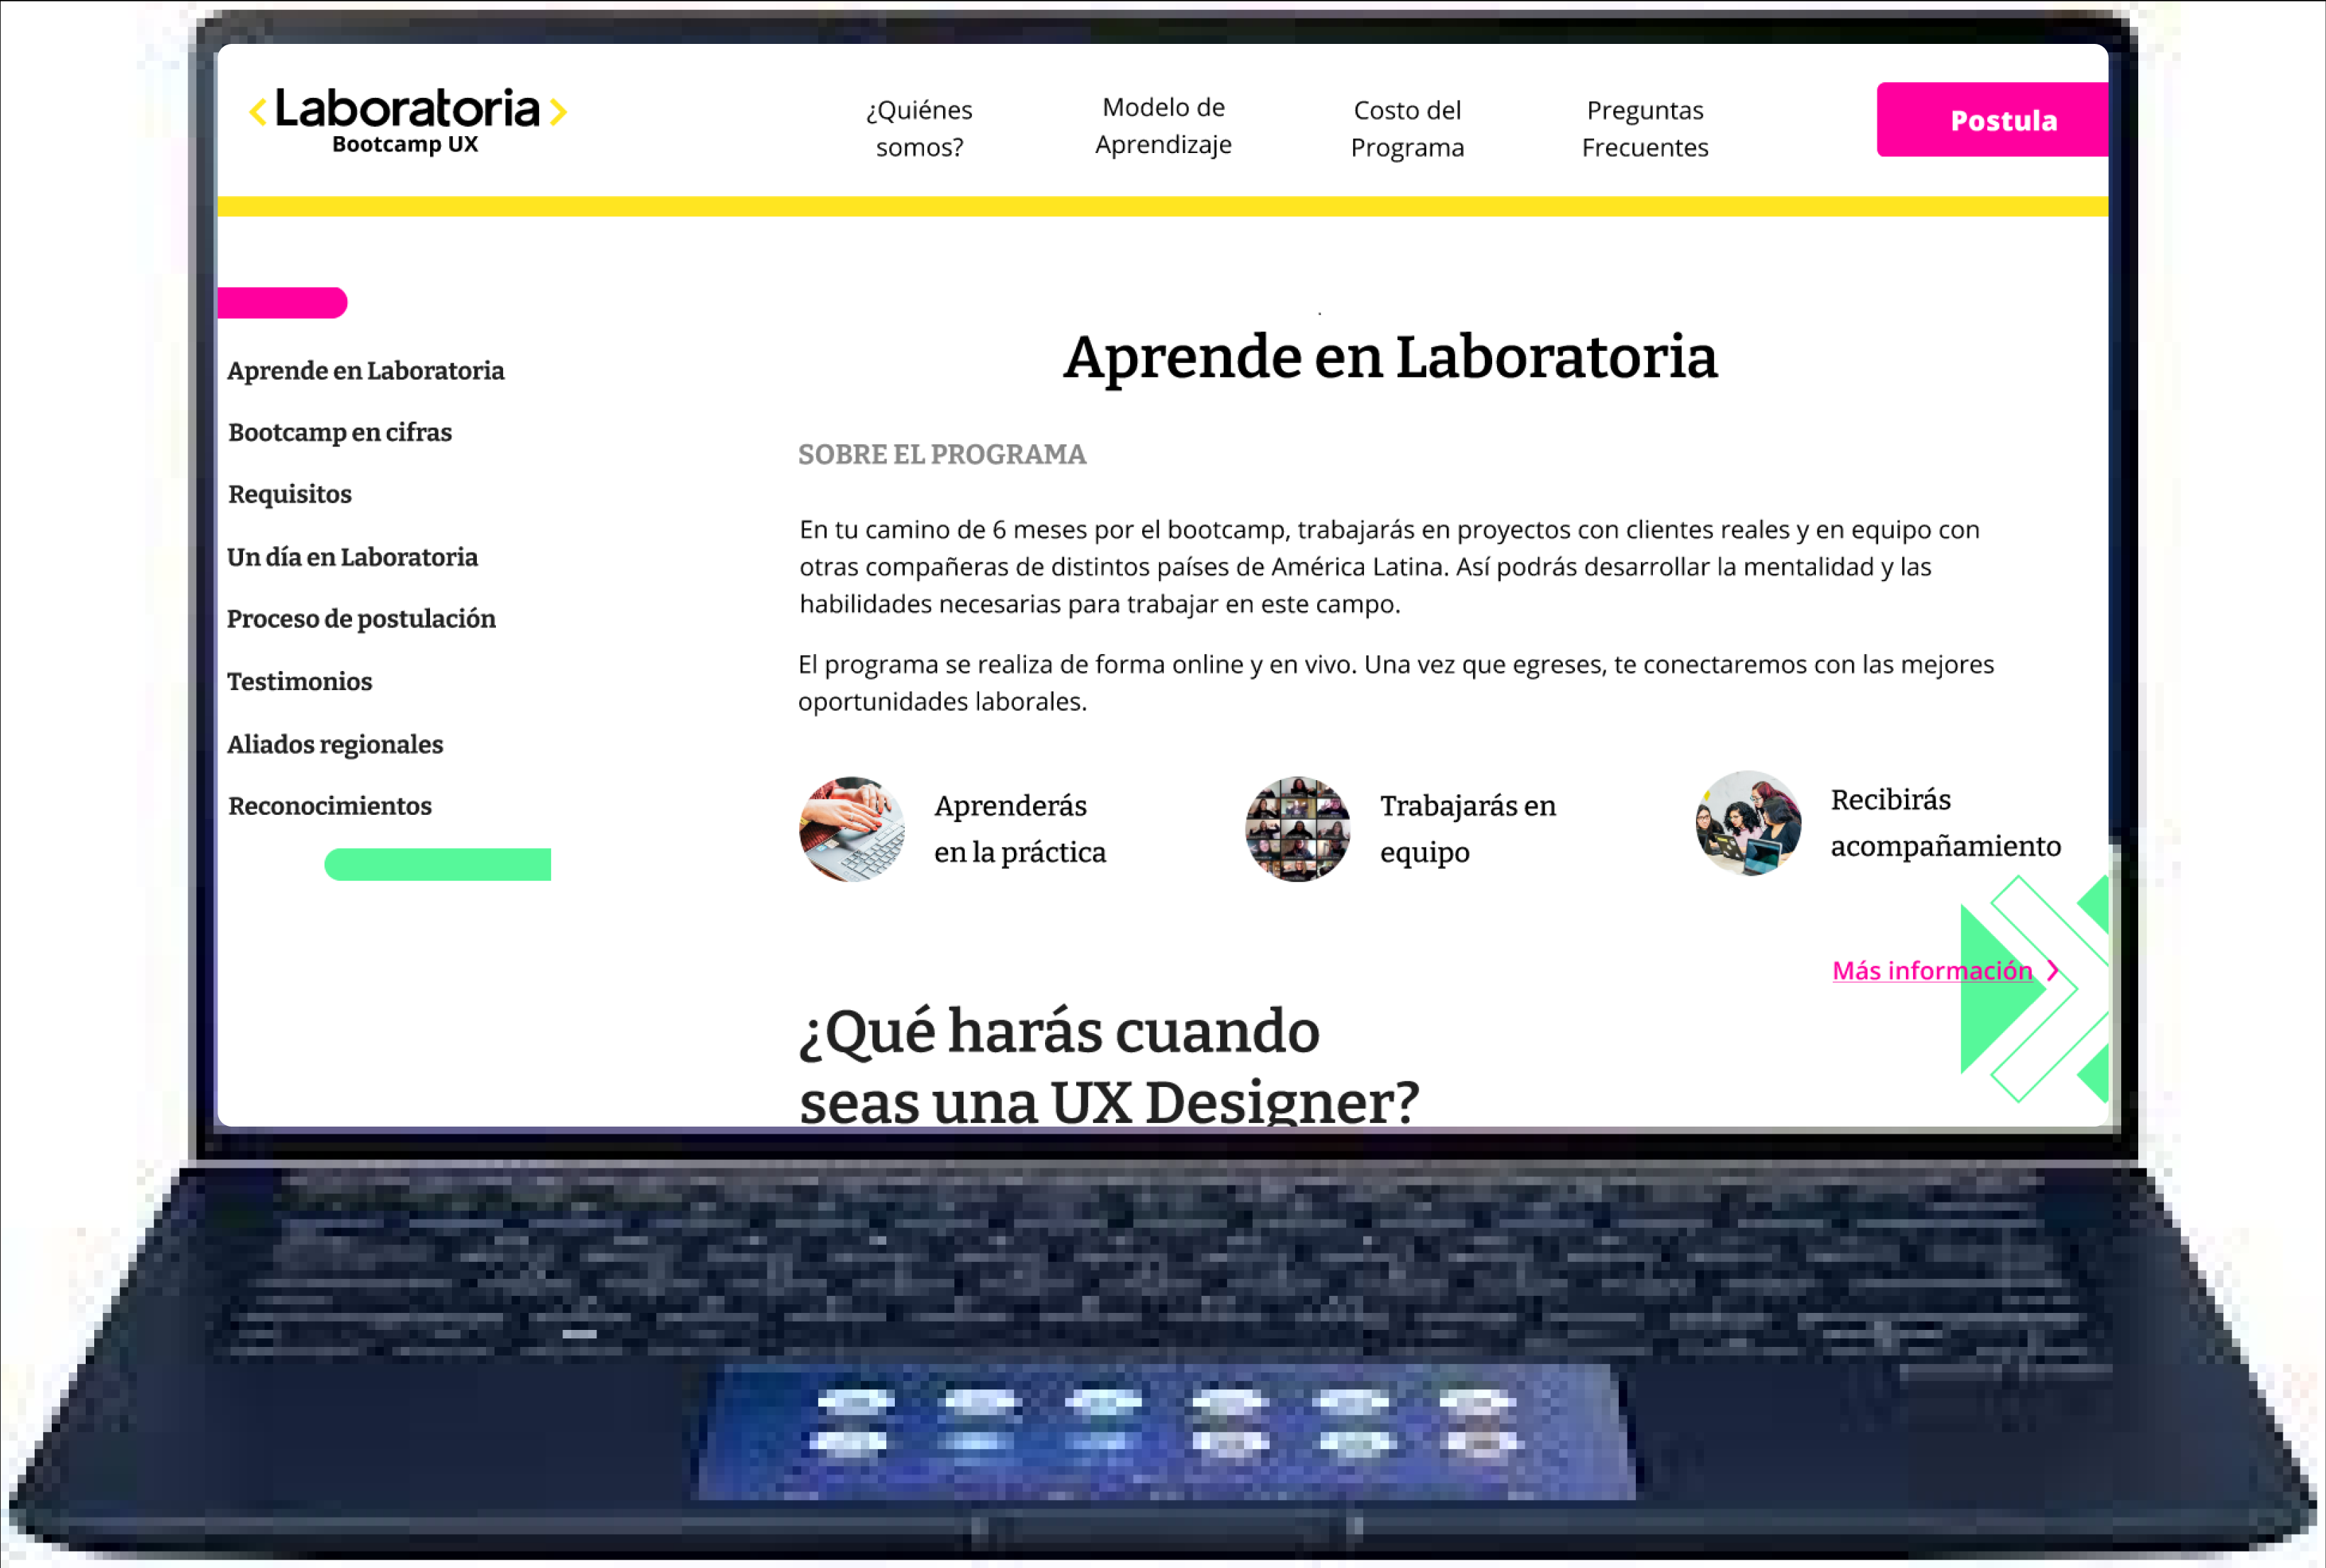 <Laboratoria>
Bootcamp UX
¿Quiénes
somos?
Modelo de
Aprendizaje
Costo del
Programa
Preguntas
Frecuentes
Postula
Aprende en Laboratoria
Bootcamp en cifras
Requisitos
Un día en Laboratoria
Proceso de postulación
Testimonios
Aliados regionales
Reconocimientos
Aprende en Laboratoria
SOBRE EL PROGRAMA
En tu camino de 6 meses por el bootcamp, trabajarás en proyectos con clientes reales y en equipo con
otras compañeras de distintos países de América Latina. Así podrás desarrollar la mentalidad y las
habilidades necesarias para trabajar en este campo.
El programa se realiza de forma online y en vivo. Una vez que egreses, te conectaremos con las mejores
oportunidades laborales.
Aprenderás
en la práctica
Trabajarás en
equipo
Recibirás
acompañamiento
Más información
¿Qué harás cuando
seas una UX Designer?